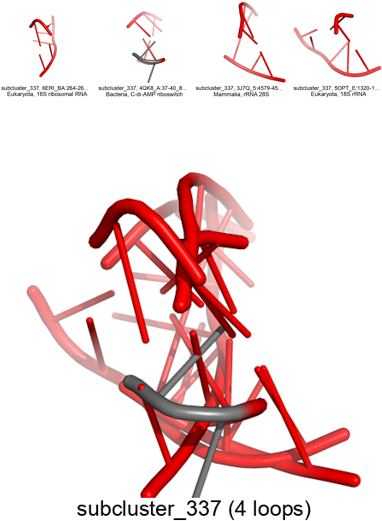 subcluster_337, 6ERI_BA:264-26...
Eukaryota, 16S ribosomal RNA
subcluster_337, 4QK8_A:37-40_8...
Bacteria, C-di-AMP riboswitch
subcluster_337, 3J7Q_5:4579-45...
Mammalia, rRNA 28S
subcluster_337, 5OPT_E:1320-1...
Eukaryota, 18S rRNA
subcluster_337 (4 loops)